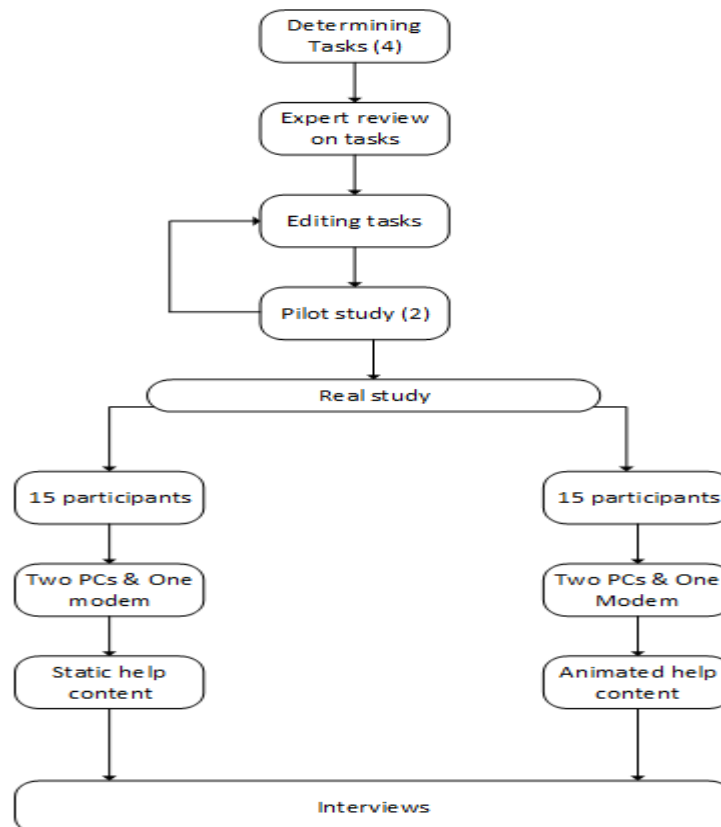 Determining
Tasks (4)
Expert review
on tasks
Editing tasks
Pilot study (2)
Real study
15 participants
15 participants
Two PCs & One
modem
Two PCs & One
Modem
Static help
content
Animated help
content
Interviews